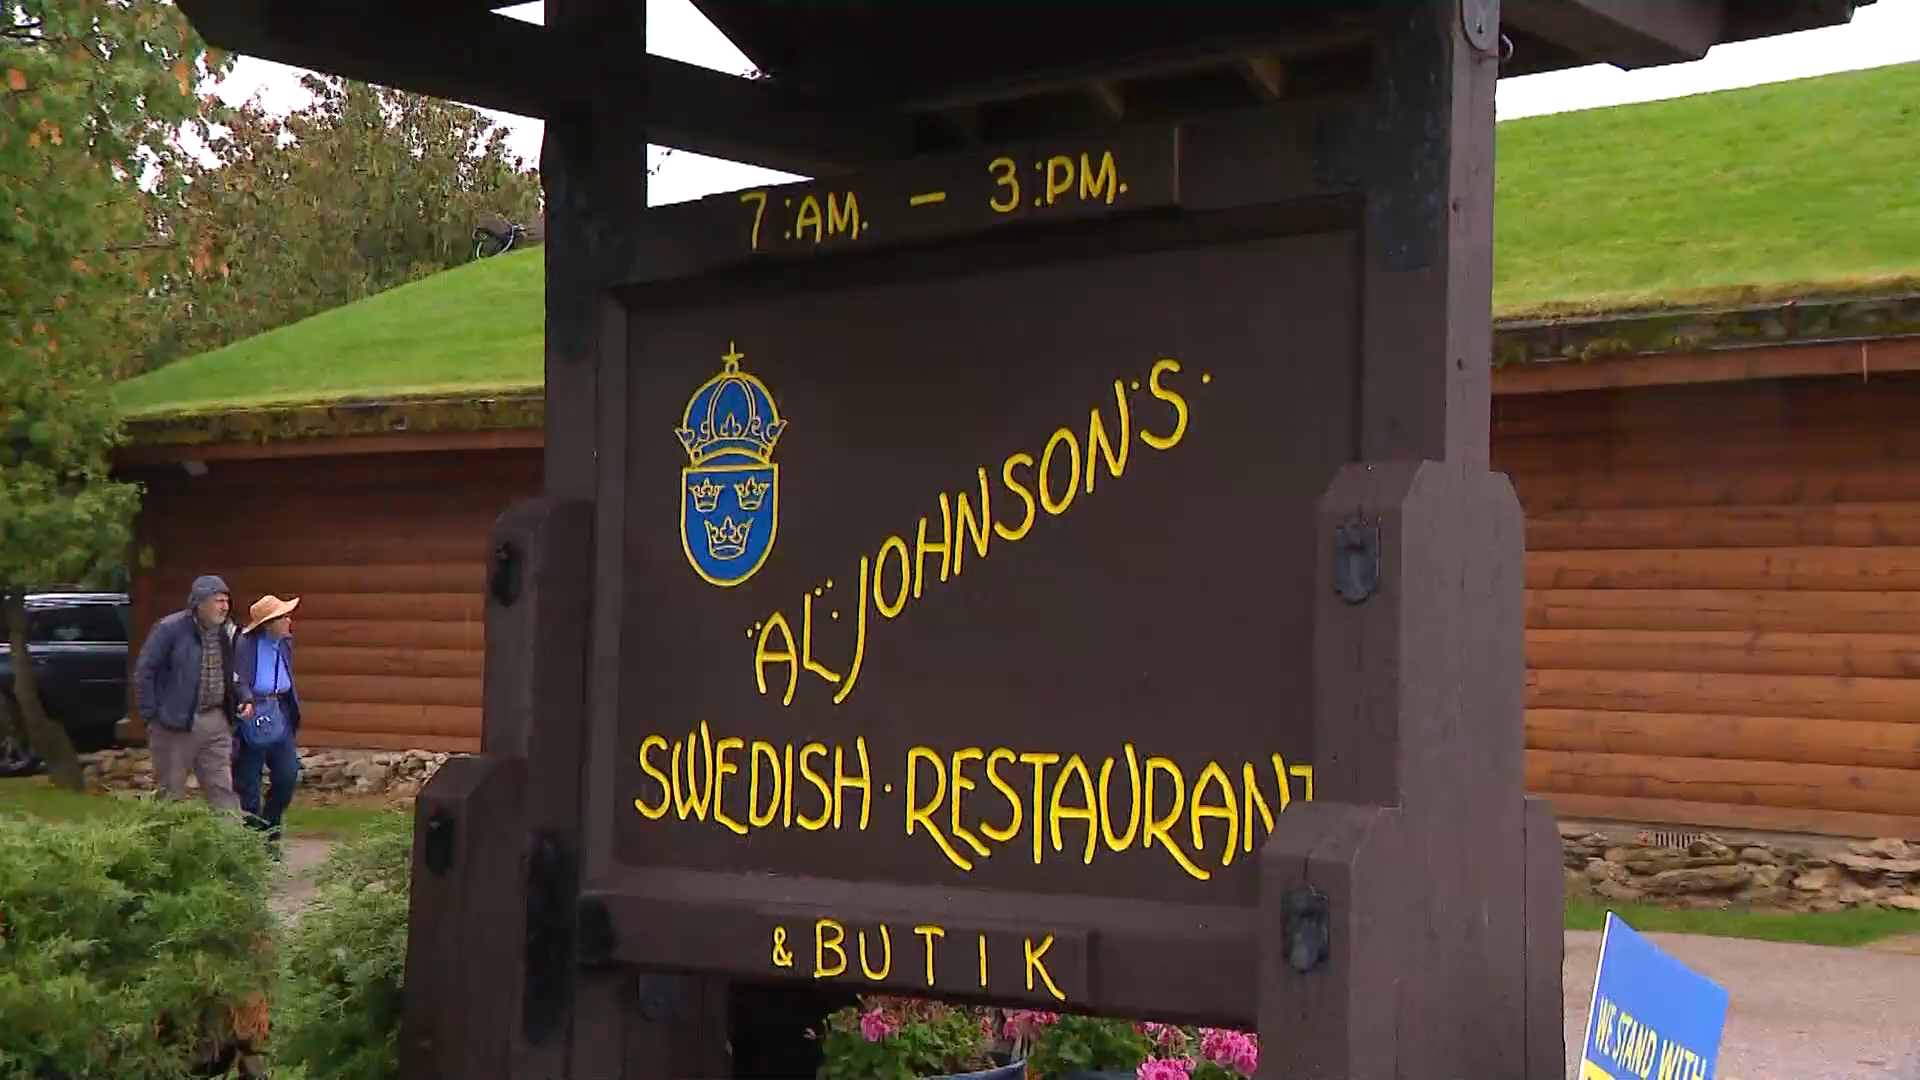 7:AM. - 3:PM.
AL JOHNSON'S.
SWEDISH · RESTAURANT
& BUTIK
WE STAND WITH